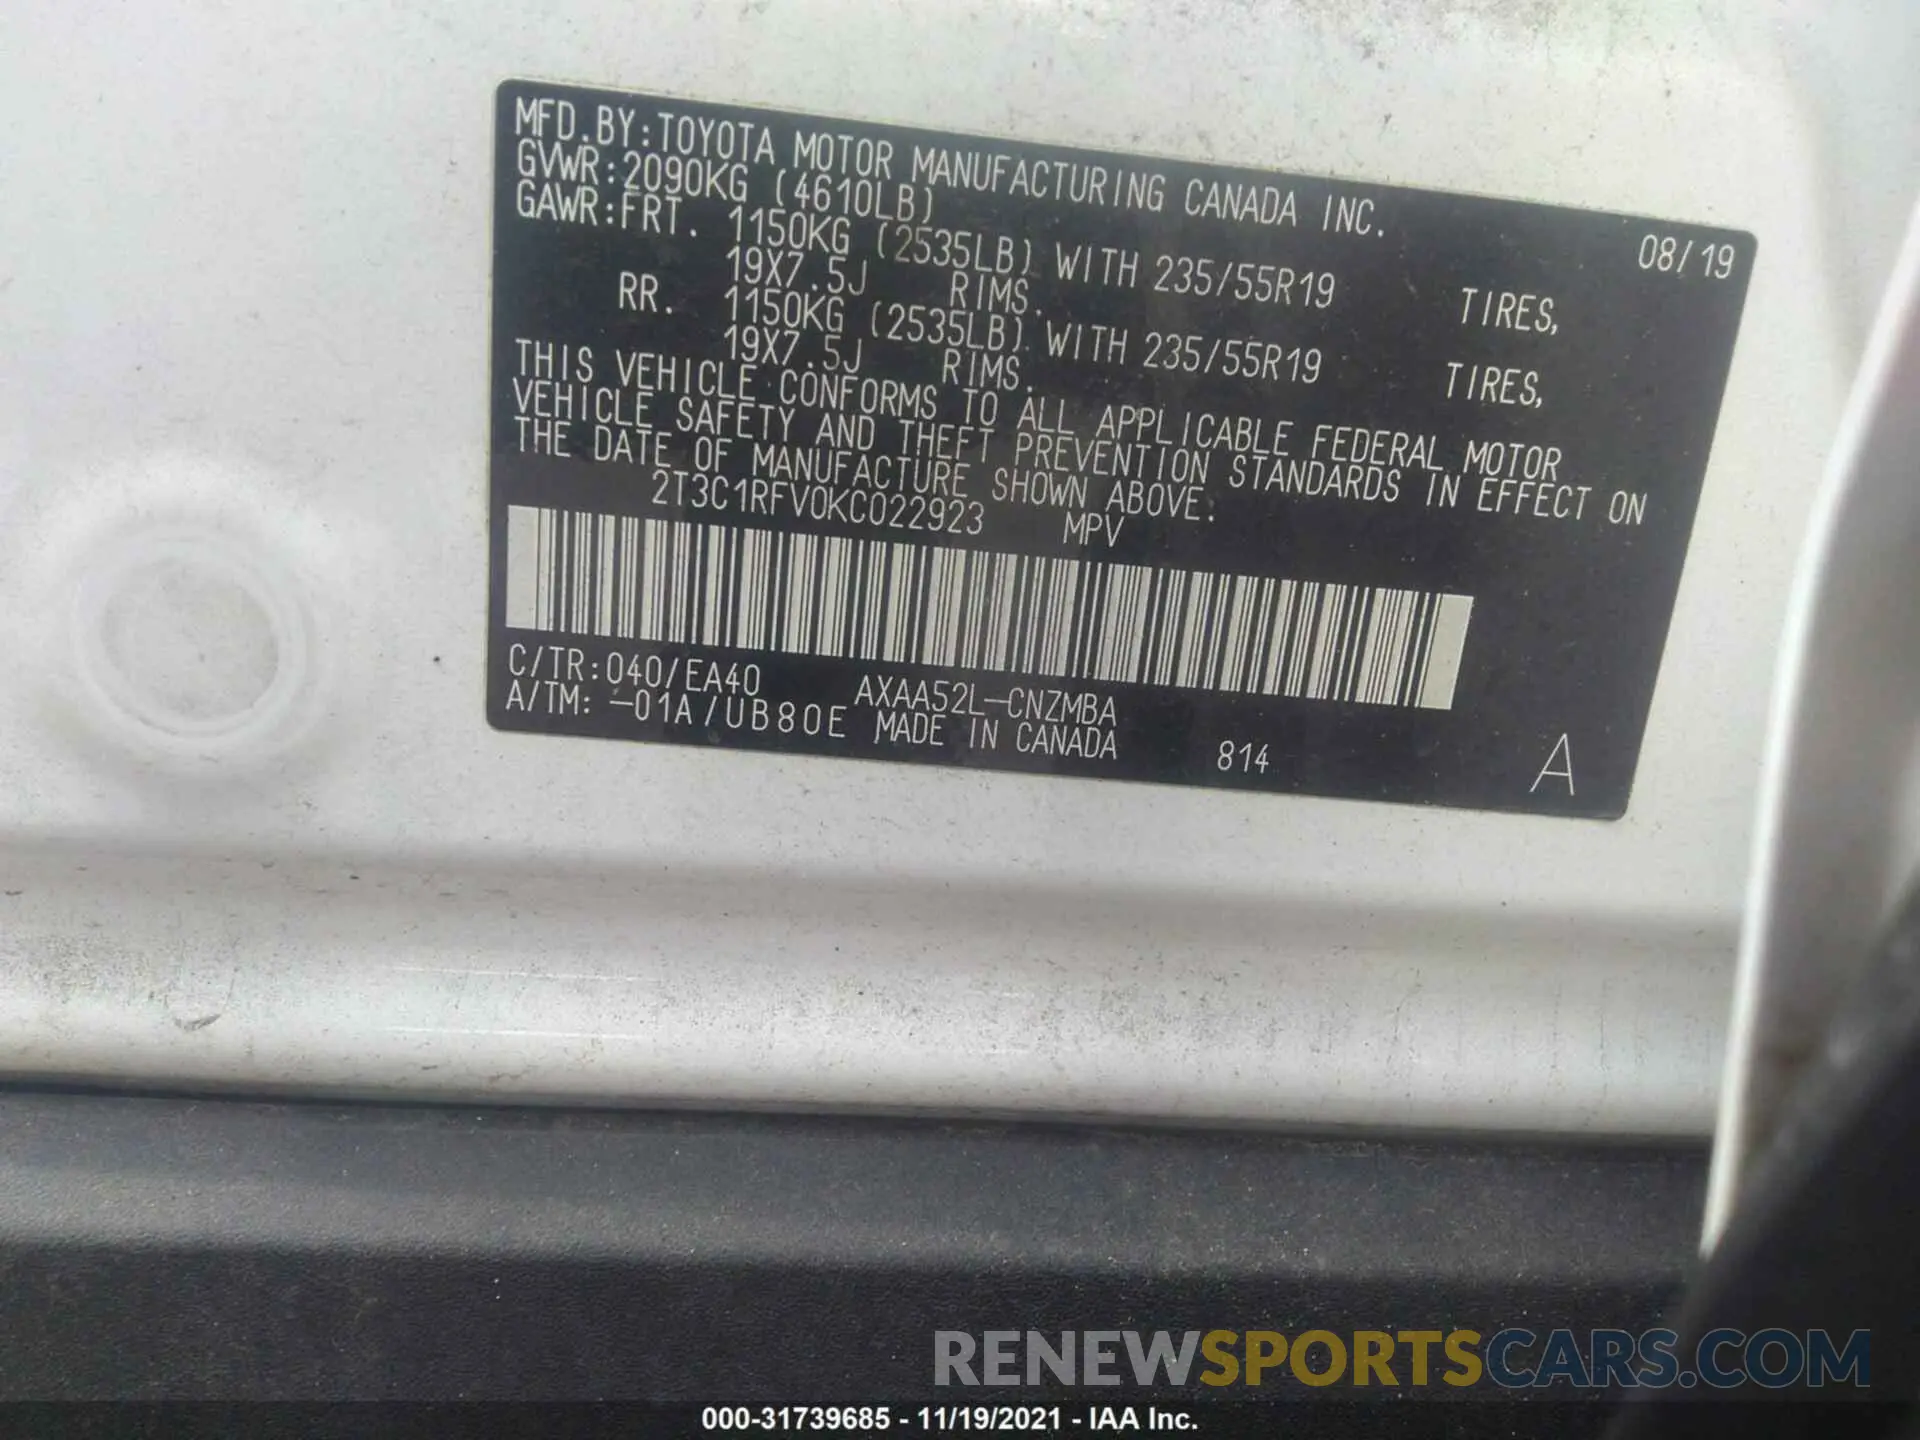 MFD.BY:TOYOTA MOTOR MANUFACTURING CANADA INC. 08/19
GVWR:2090KG (4610LB)
GAWR:FRT. 1150KG (2535LB) WITH 235/55R19 TIRES,
19X7.5J RIMS.
RR. 1150KG (2535LB) WITH 235/55R19 TIRES,
19X7.5J RIMS.
THIS VEHICLE CONFORMS TO ALL APPLICABLE FEDERAL MOTOR
VEHICLE SAFETY AND THEFT PREVENTION STANDARDS IN EFFECT ON
THE DATE OF MANUFACTURE SHOWN ABOVE.
2T3C1RFV0KC022923 MPV
C/TR:040/EA40 AXAA52L-CNZMBA
A/TM:-01A/UB80E MADE IN CANADA 814 A
RENEWSPORTSCARS.COM
000-31739685 - 11/19/2021 - IAA Inc.